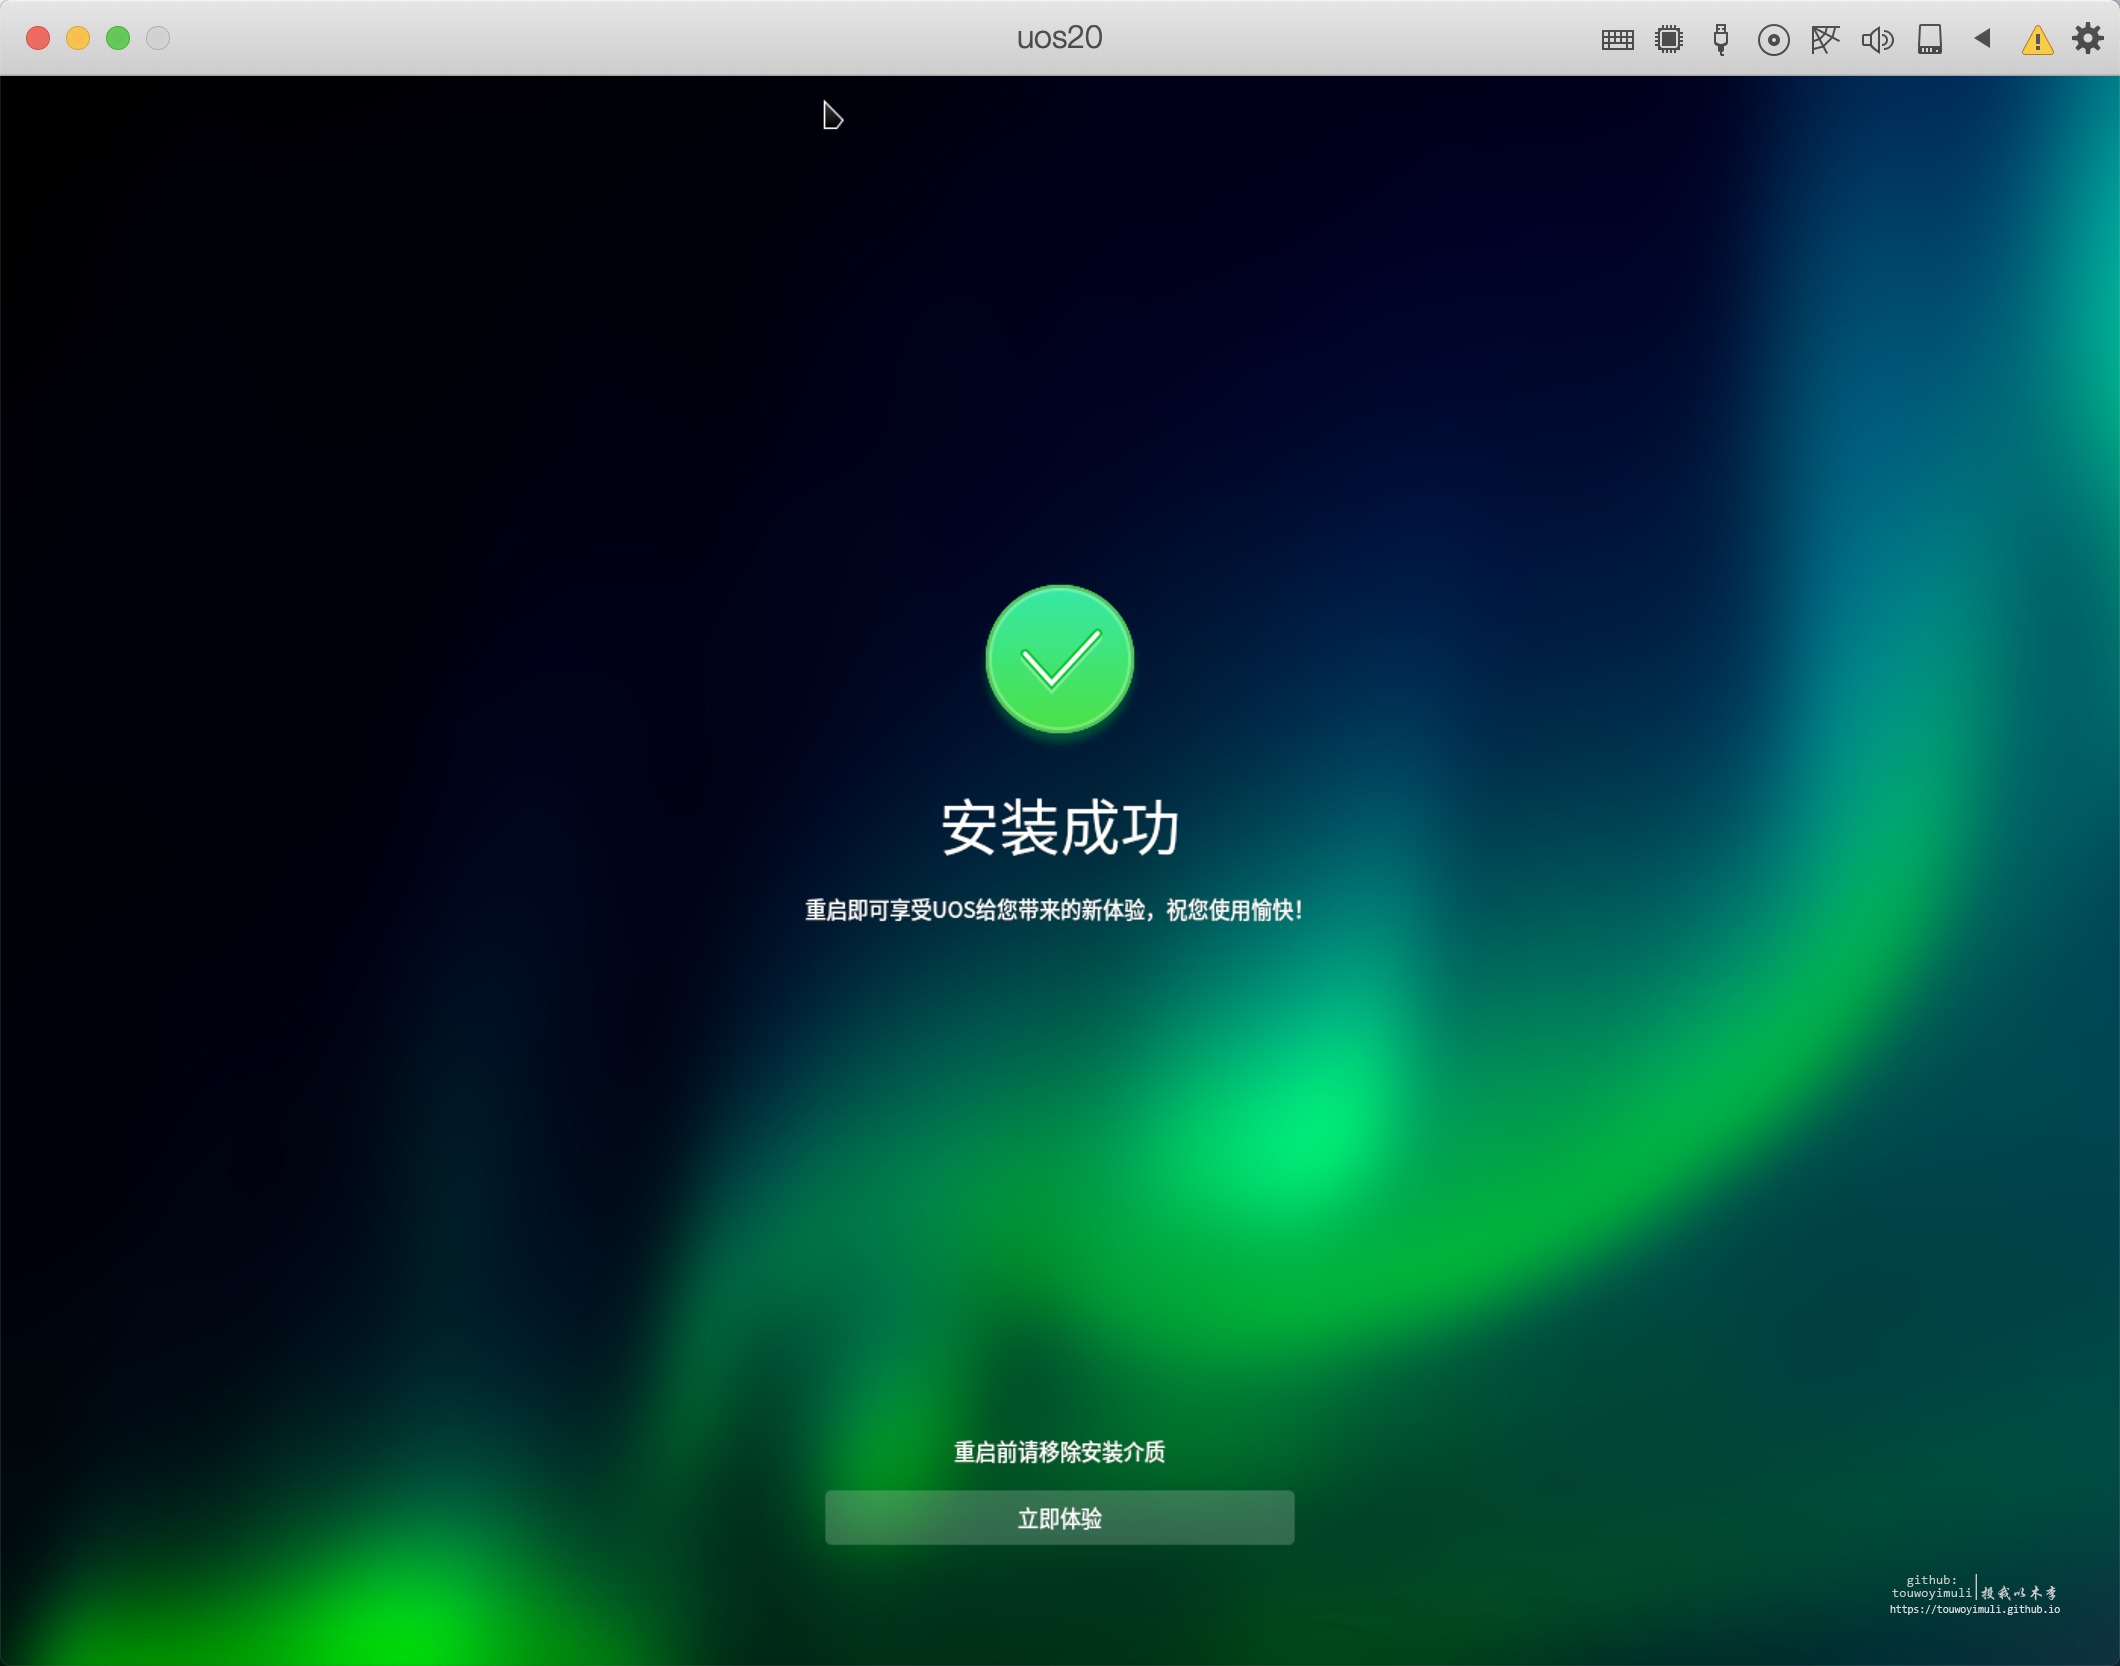 uos20
安装成功
重启即可享受UOS给您带来的新体验，祝您使用愉快！
重启前请移除安装介质
立即体验
github:
touwoyimuli|投我以木李
https://touwoyimuli.github.io